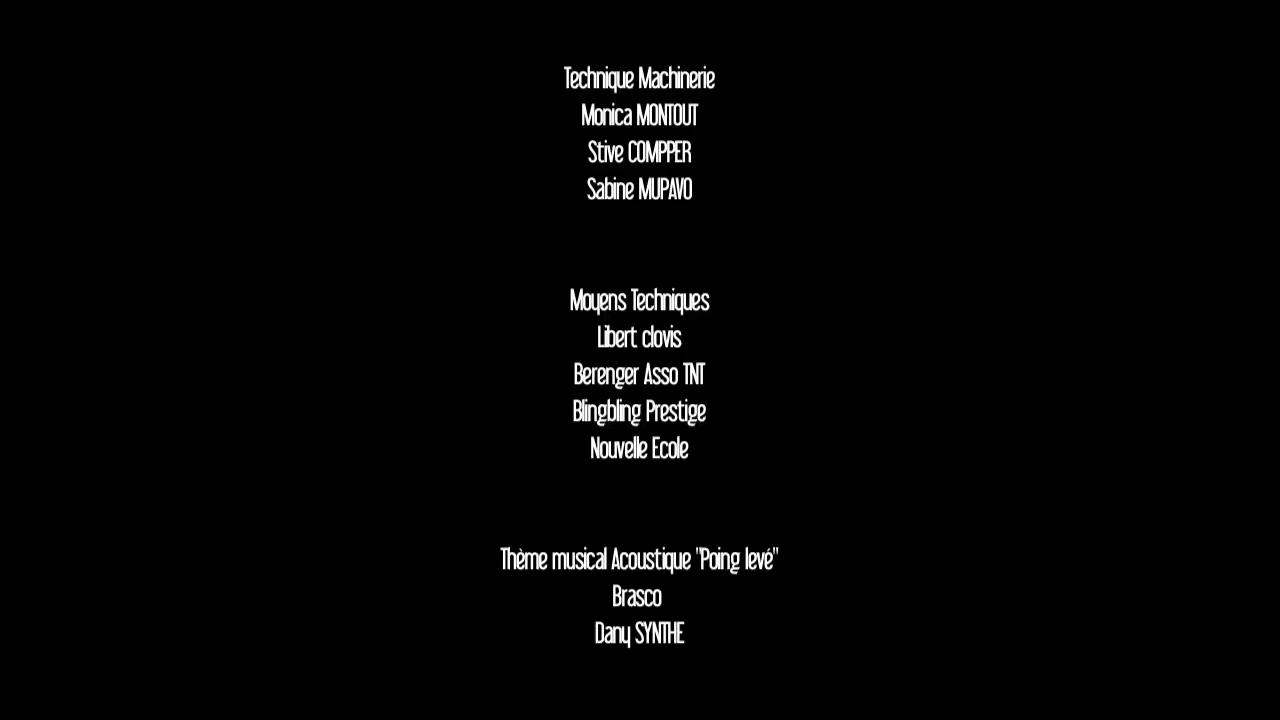 Technique Machinerie
Monica MONTOUT
Stive COMPPER
Sabine MUPAVO
Moyens Techniques
Libert clovis
Berenger Asso TNT
Blingbling Prestige
Nouvelle Ecole
Thème musical Acoustique "Poing levé"
Brasco
Dany SYNTHE